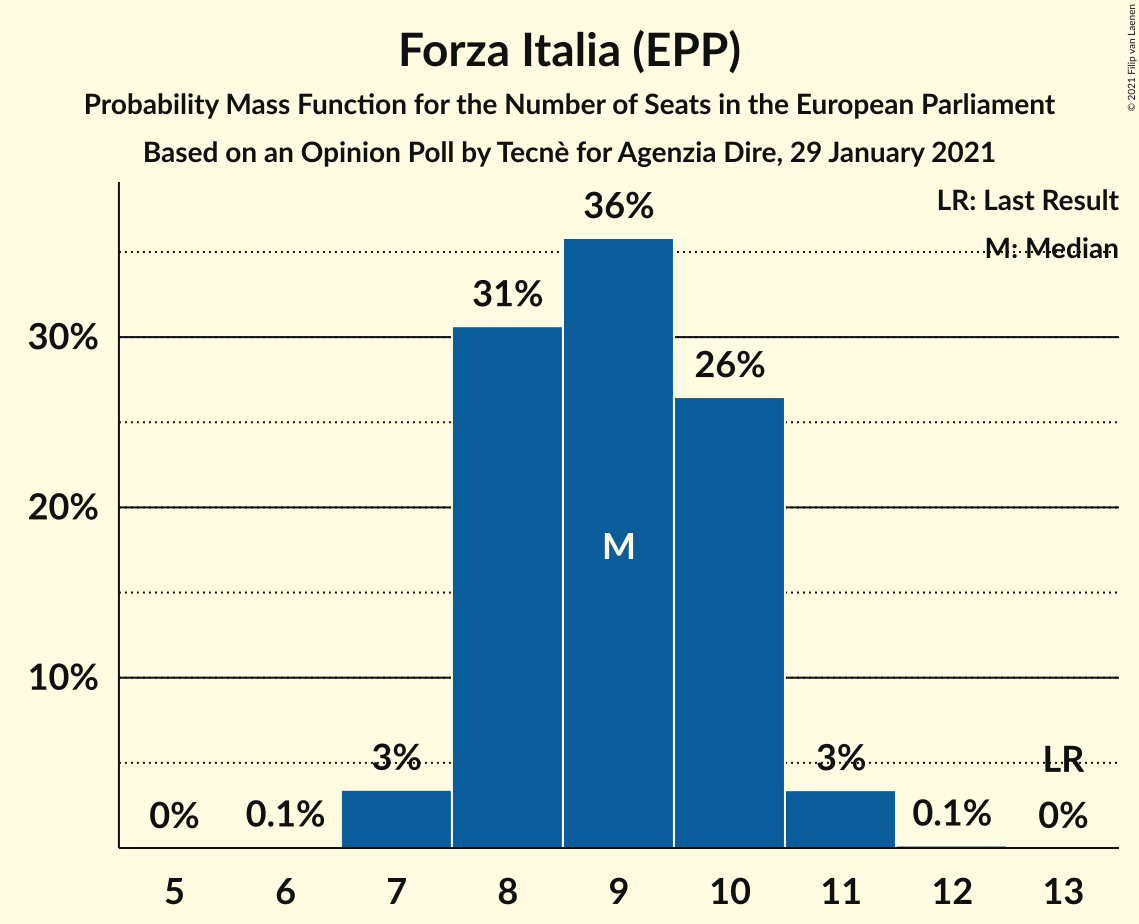 Forza Italia (EPP)
Probability Mass Function for the Number of Seats in the European Parliament
Based on an Opinion Poll by Tecnè for Agenzia Dire, 29 January 2021
© 2021 Filip van Laenen
LR: Last Result
M: Median
30%
20%
10%
0%
0.1%
3%
31%
36%
26%
3%
0.1%
0%
LR
M
5 6 7 8 9 10 11 12 13